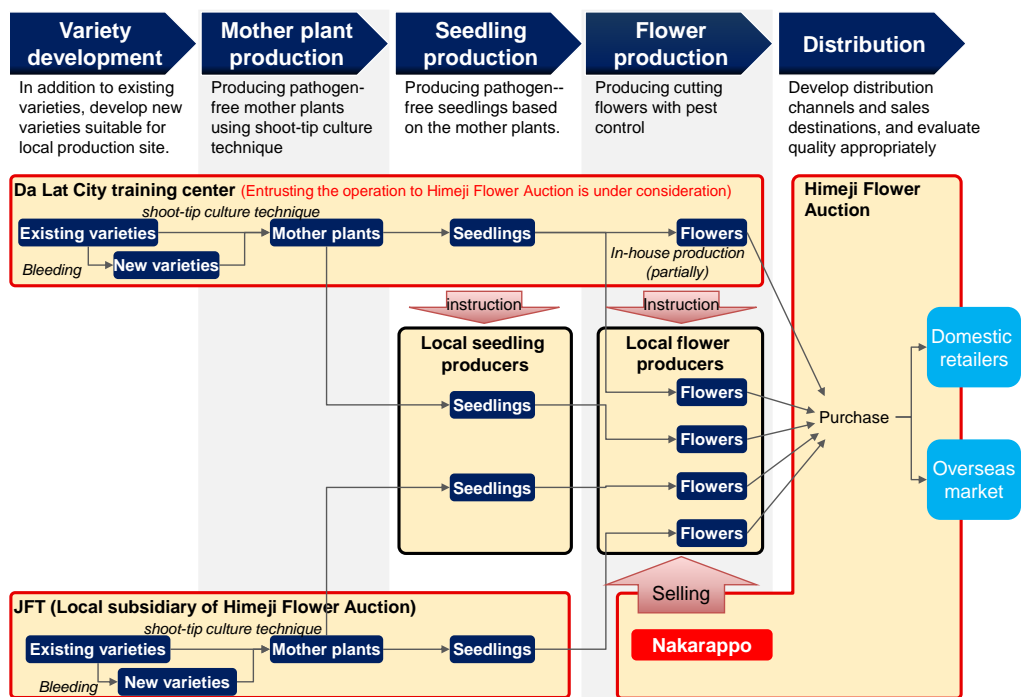 Variety
development
Mother plant
production
Seedling
production
Flower
production
Distribution
In addition to existing
varieties, develop new
varieties suitable for
local production site.
Producing pathogen-
free mother plants
using shoot-tip culture
technique
Producing pathogen--
free seedlings based
on the mother plants.
Producing cutting
flowers with pest
control
Develop distribution
channels and sales
destinations, and evaluate
quality appropriately
Da Lat City training center (Entrusting the operation to Himeji Flower Auction is under consideration)
shoot-tip culture technique
Existing varieties
Mother plants
Seedlings
Flowers
Bleeding
New varieties
In-house production
(partially)
Himeji Flower
Auction
instruction
Instruction
Local seedling
producers
Local flower
producers
Seedlings
Seedlings
Flowers
Flowers
Flowers
Flowers
Purchase
Domestic
retailers
Overseas
market
Selling
Nakarappo
JFT (Local subsidiary of Himeji Flower Auction)
shoot-tip culture technique
Existing varieties
Mother plants
Seedlings
Bleeding
New varieties